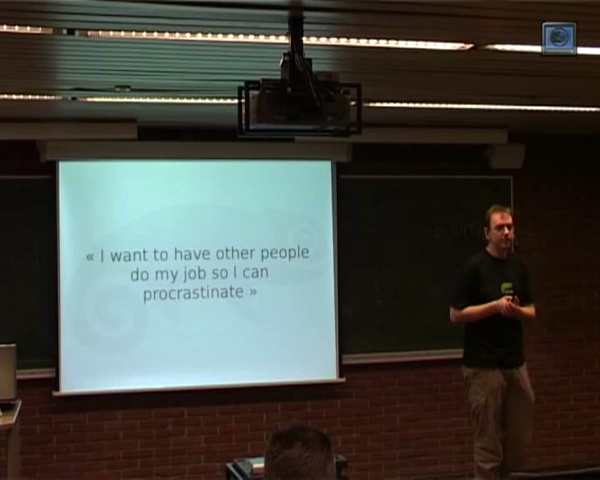 « I want to have other people
do my job so I can
procrastinate »